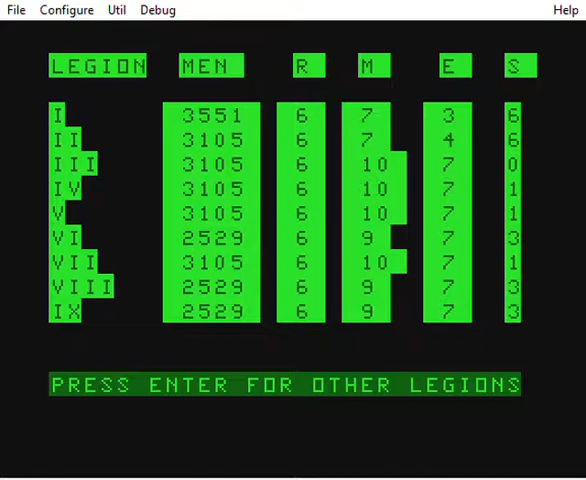 File Configure Util Debug Help
LEGION MEN R M E S
I 3551 6 7 3 6
II 3105 6 7 4 6
III 3105 6 10 7 0
IV 3105 6 10 7 1
V 3105 6 10 7 1
VI 2529 6 9 7 3
VII 3105 6 10 7 1
VIII 2529 6 9 7 3
IX 2529 6 9 7 3
PRESS ENTER FOR OTHER LEGIONS